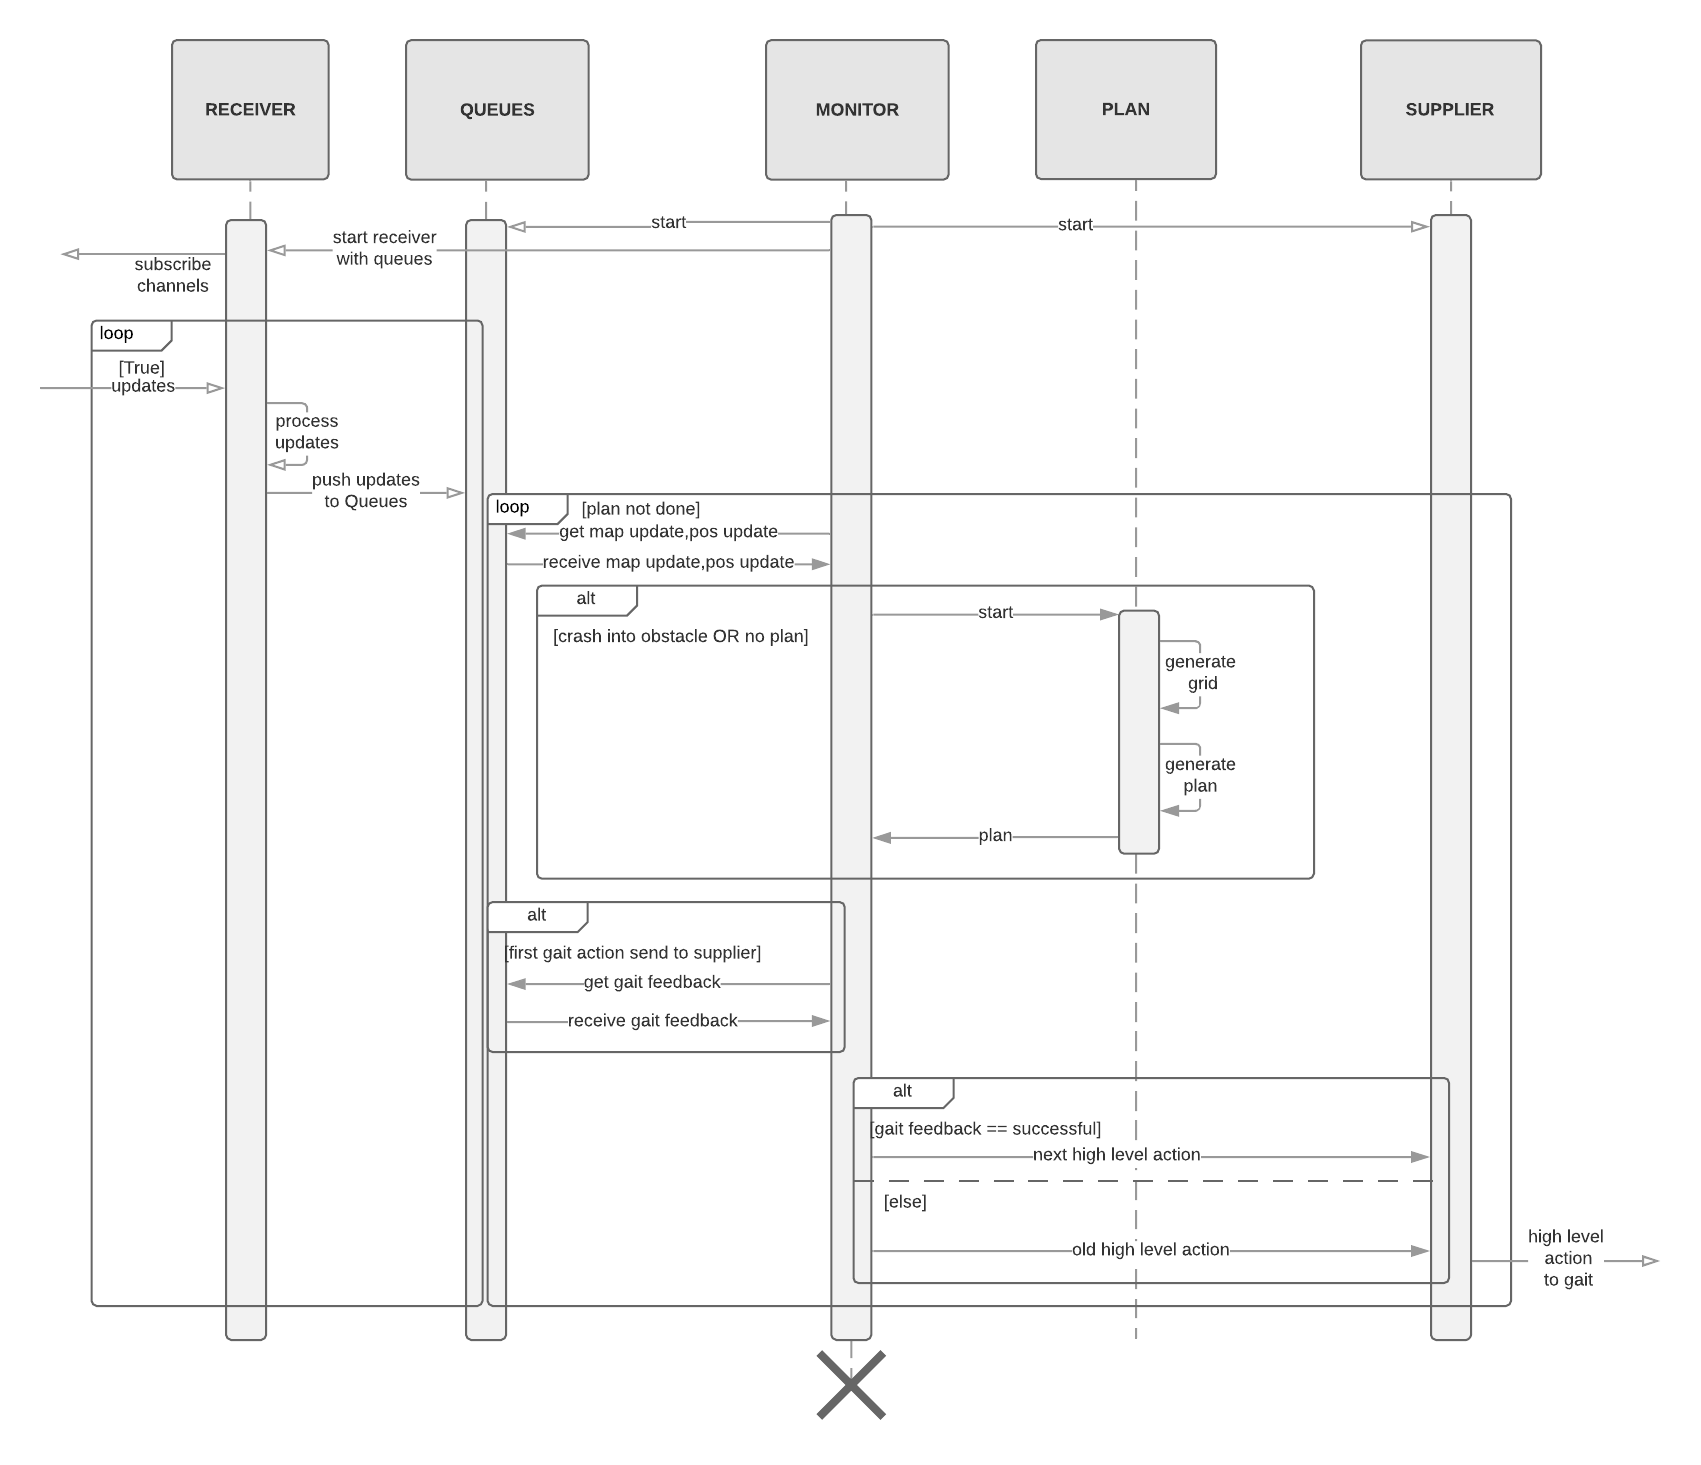 RECEIVER
QUEUES
MONITOR
PLAN
SUPPLIER
start
start
start receiver
with queues
subscribe
channels
loop
[True]
updates
process
updates
push updates
to Queues
loop
[plan not done]
get map update,pos update
receive map update,pos update
alt
start
[crash into obstacle OR no plan]
generate
grid
generate
plan
plan
alt
[first gait action send to supplier]
get gait feedback
receive gait feedback
alt
[gait feedback == successful]
next high level action
[else]
old high level action
high level
action
to gait